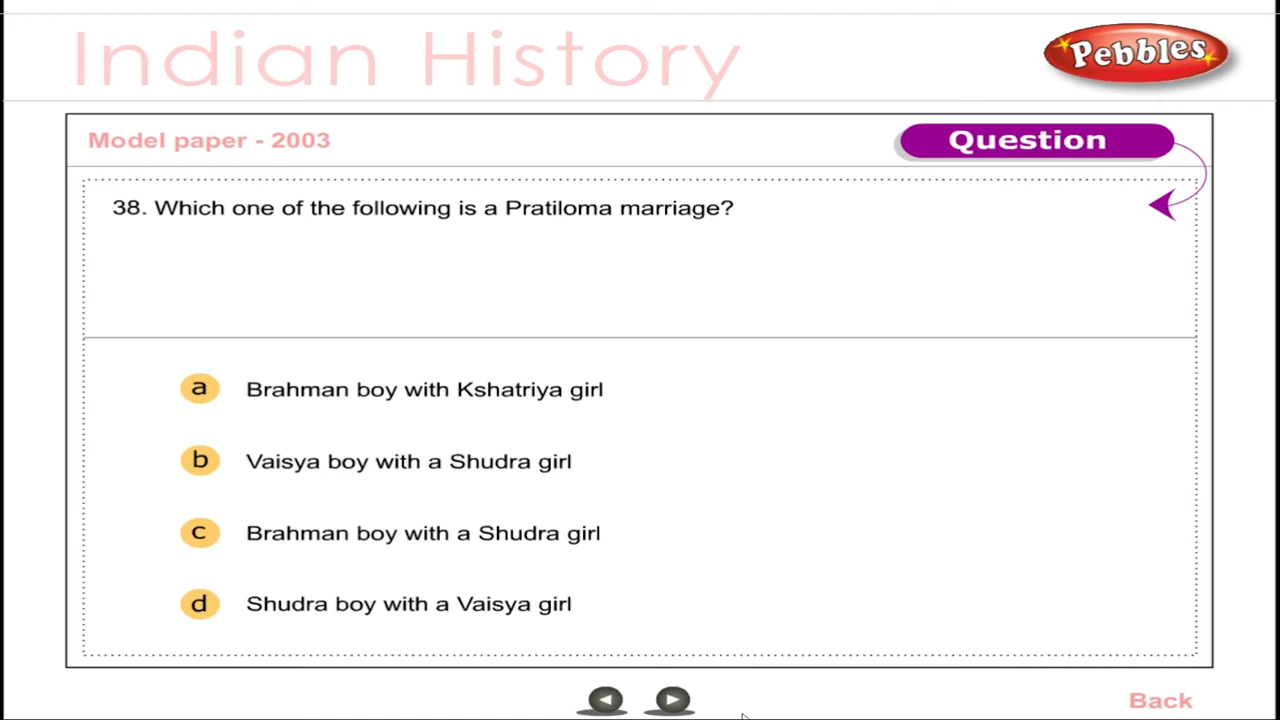 Indian History
Pebbles
Model paper - 2003
Question
38. Which one of the following is a Pratiloma marriage?
a Brahman boy with Kshatriya girl
b Vaisya boy with a Shudra girl
c Brahman boy with a Shudra girl
d Shudra boy with a Vaisya girl
Back